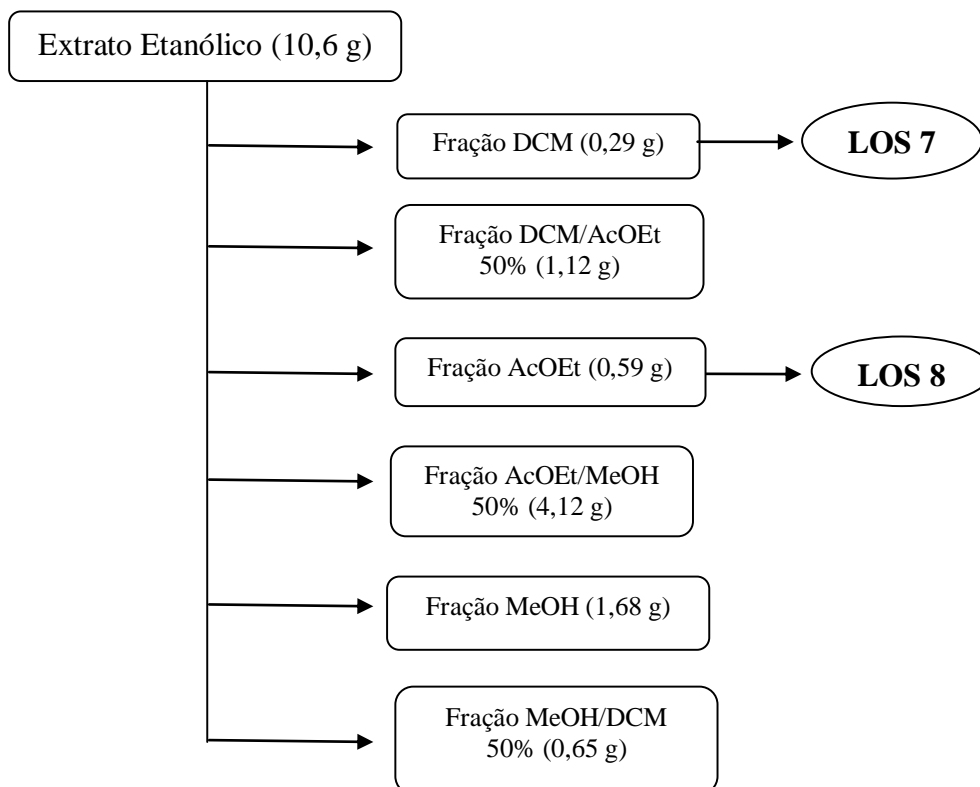 Extrato Etanólico (10,6 g)
Fração DCM (0,29 g)
LOS 7
Fração DCM/AcOEt
50% (1,12 g)
Fração AcOEt (0,59 g)
LOS 8
Fração AcOEt/MeOH
50% (4,12 g)
Fração MeOH (1,68 g)
Fração MeOH/DCM
50% (0,65 g)